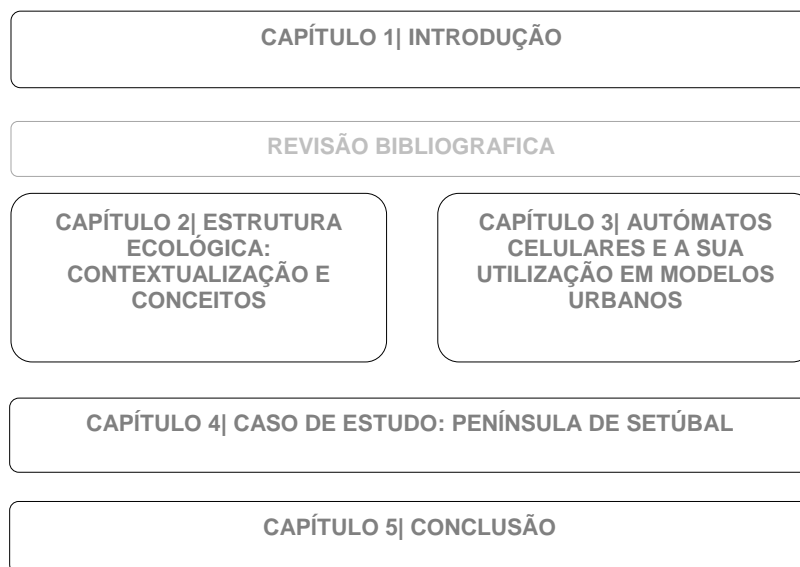 CAPÍTULO 1| INTRODUÇÃO
REVISÃO BIBLIOGRAFICA
CAPÍTULO 2| ESTRUTURA
ECOLÓGICA:
CONTEXTUALIZAÇÃO E
CONCEITOS
CAPÍTULO 3| AUTÓMATOS
CELULARES E A SUA
UTILIZAÇÃO EM MODELOS
URBANOS
CAPÍTULO 4| CASO DE ESTUDO: PENÍNSULA DE SETÚBAL
CAPÍTULO 5| CONCLUSÃO